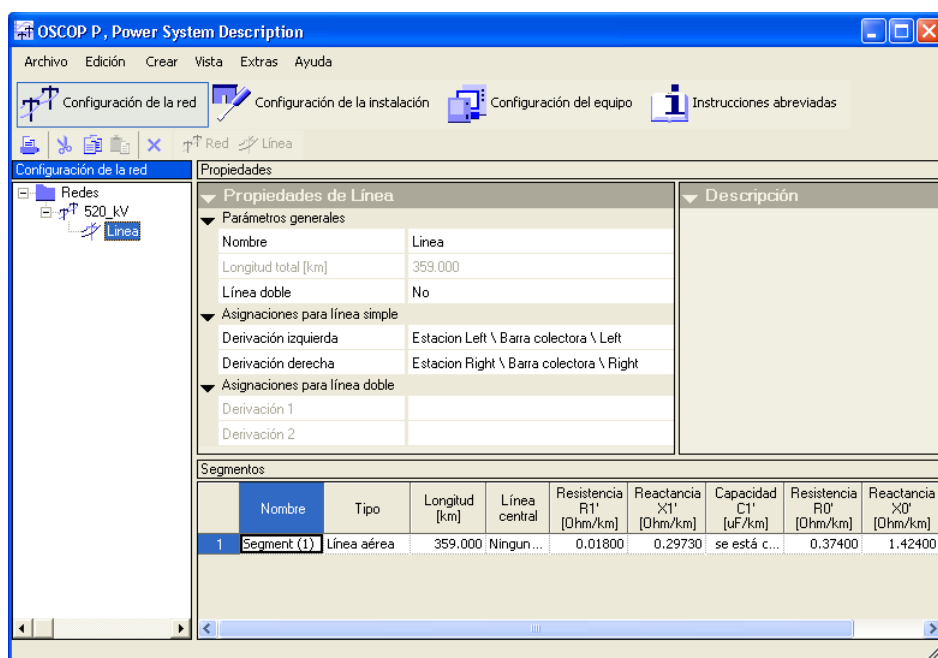 OSCOP P, Power System Description
Archivo Edición Crear Vista Extras Ayuda
Configuración de la red Configuración de la instalación Configuración del equipo Instrucciones abreviadas
Red Línea
Configuración de la red
Redes
520_kV
Linea
Propiedades
Propiedades de Línea
Parámetros generales
Nombre Linea
Longitud total [km] 359.000
Línea doble No
Asignaciones para línea simple
Derivación izquierda Estacion Left \ Barra colectora \ Left
Derivación derecha Estacion Right \ Barra colectora \ Right
Asignaciones para línea doble
Derivación 1
Derivación 2
Descripción
Segmentos
Nombre Tipo Longitud [km] Línea central Resistencia R1' [Ohm/km] Reactancia X1' [Ohm/km] Capacidad C1' [uF/km] Resistencia R0' [Ohm/km] Reactancia X0' [Ohm/km]
1 Segment (1) Línea aérea 359.000 Ningun... 0.01800 0.29730 se está c... 0.37400 1.42400